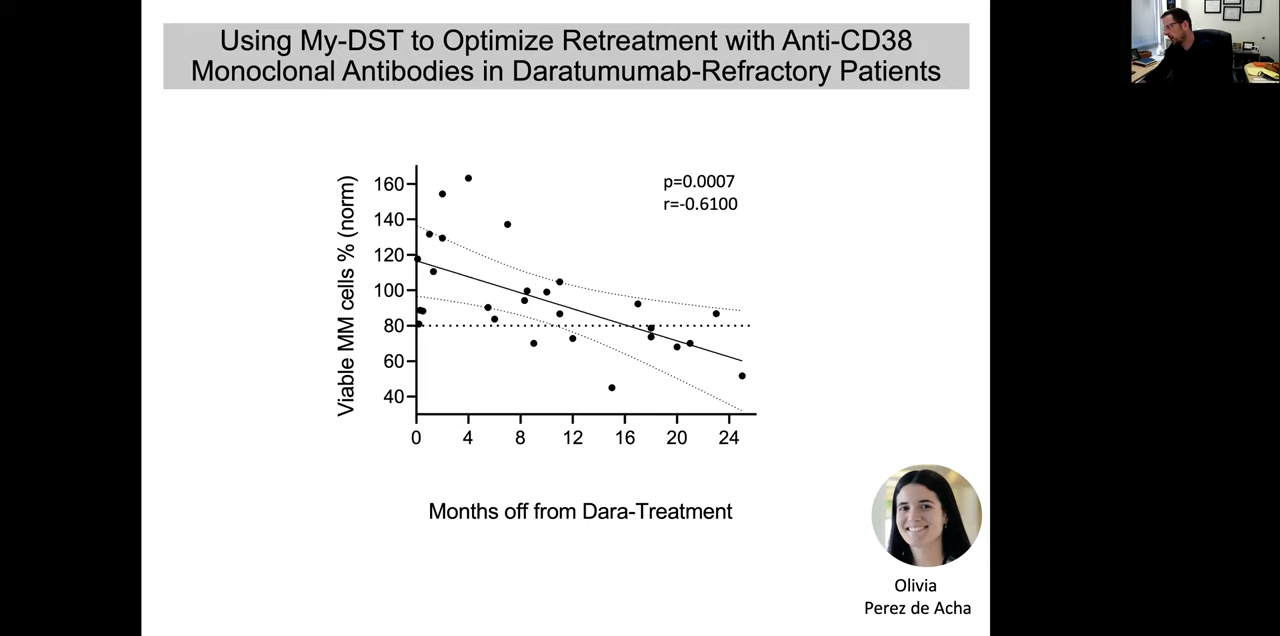 Using My-DST to Optimize Retreatment with Anti-CD38
Monoclonal Antibodies in Daratumumab-Refractory Patients
p=0.0007
r=-0.6100
Viable MM cells % (norm)
160
140
120
100
80
60
40
0 4 8 12 16 20 24
Months off from Dara-Treatment
Olivia
Perez de Acha